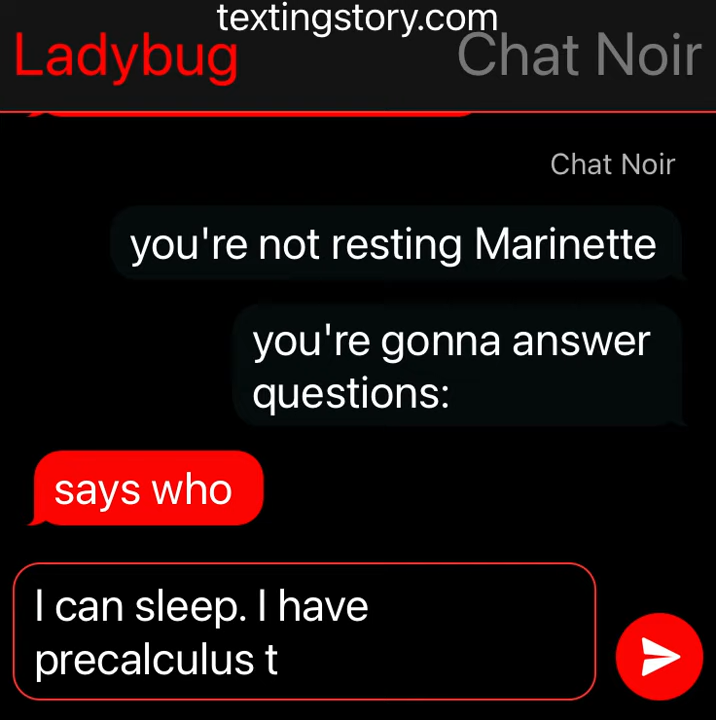 textingstory.com
Ladybug Chat Noir
Chat Noir
you're not resting Marinette
you're gonna answer
questions:
says who
I can sleep. I have
precalculus t